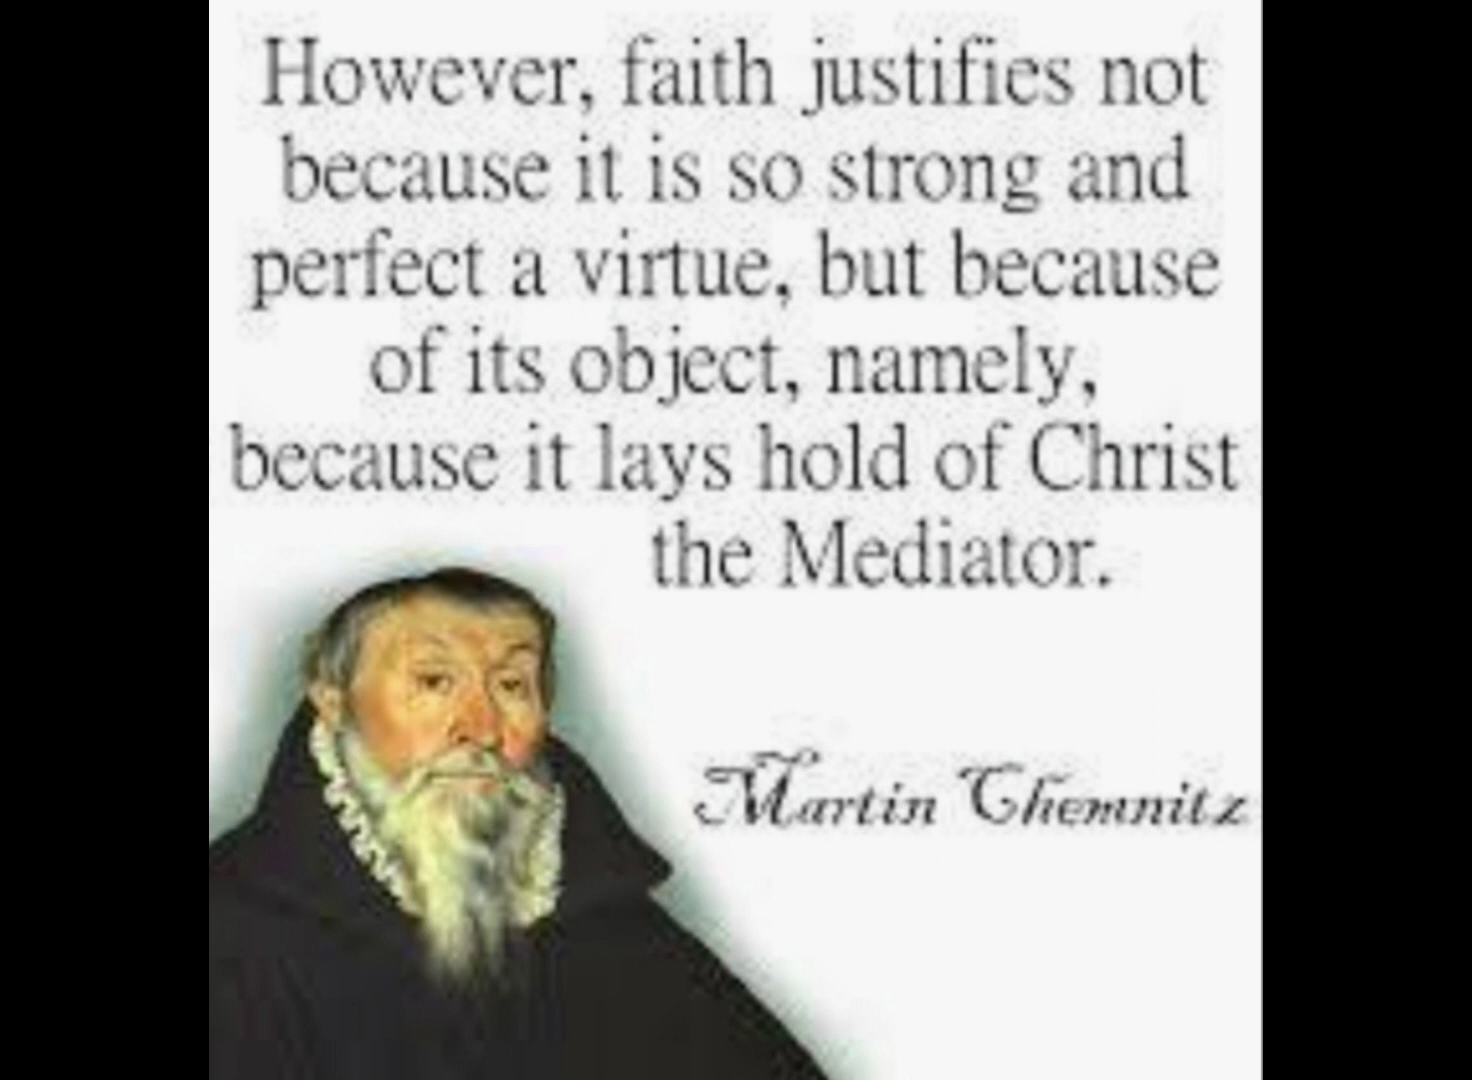 However, faith justifies not
because it is so strong and
perfect a virtue, but because
of its object, namely,
because it lays hold of Christ
the Mediator.
Martin Chemnitz